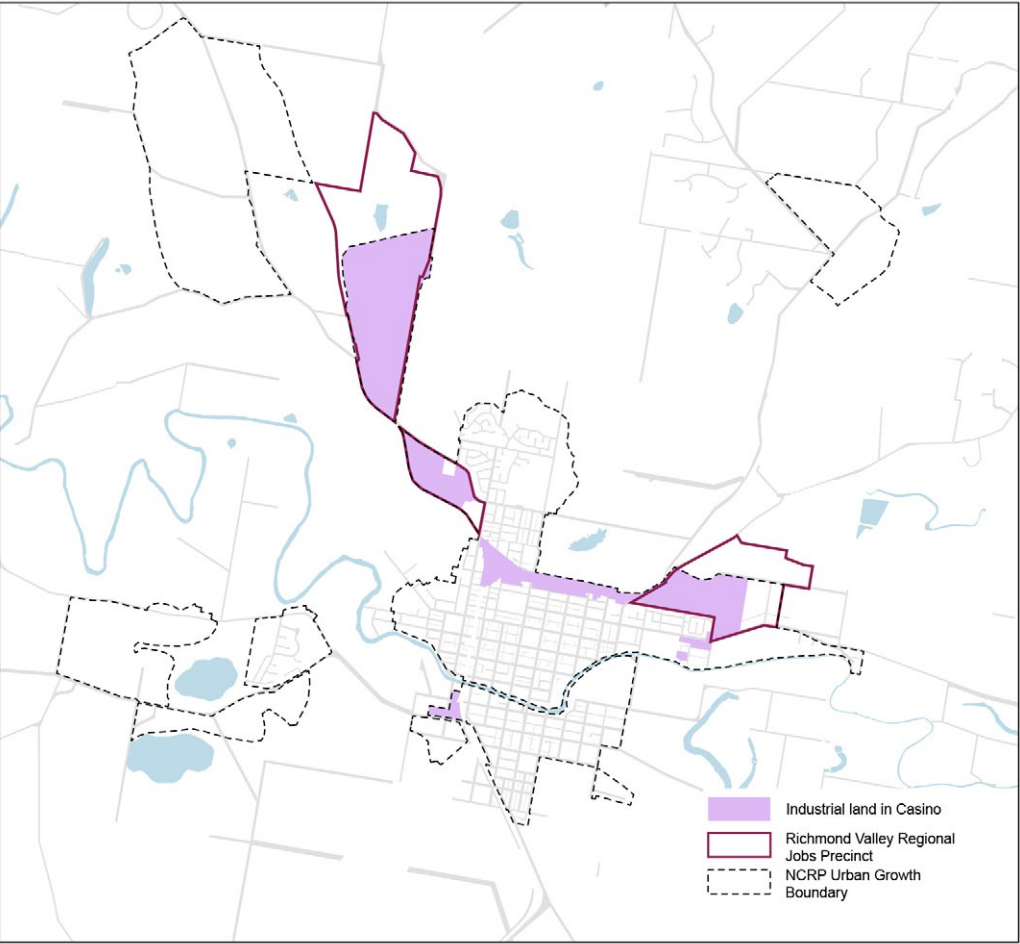 Industrial land in Casino
Richmond Valley Regional
Jobs Precinct
NCRP Urban Growth
Boundary